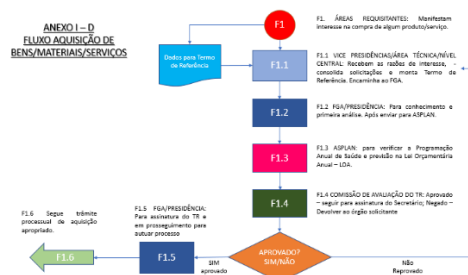 ANEXO I – D
FLUXO AQUISIÇÃO DE
BENS/MATERIAIS/SERVIÇOS
F1
F1. ÁREAS REQUISITANTES: Manifestam
interesse na compra de algum produto/serviço.
Dados para Termo
de Referência
F1.1
F1.1 VICE PRESIDÊNCIAS/ÁREA TÉCNICA/NÍVEL
CENTRAL: Recebem as razões de interesse, -
consolida solicitações e monta Termo de
Referência. Encaminha ao FGA.
F1.2
F1.2 FGA/PRESIDÊNCIA: Para conhecimento e
primeira análise. Após enviar para ASPLAN.
F1.3
F1.3 ASPLAN: para verificar a Programação
Anual de Saúde e previsão na Lei Orçamentária
Anual – LOA.
F1.4
F1.4 COMISSÃO DE AVALIAÇÃO DO TR: Aprovado
– seguir para assinatura do Secretário; Negado –
Devolver ao órgão solicitante
F1.6 Segue trâmite
processual de aquisição
apropriado.
F1.5 FGA/PRESIDÊNCIA:
Para assinatura do TR e
em prosseguimento para
autuar processo
F1.6
F1.5
SIM
aprovado
APROVADO?
SIM/NÃO
Não
Reprovado